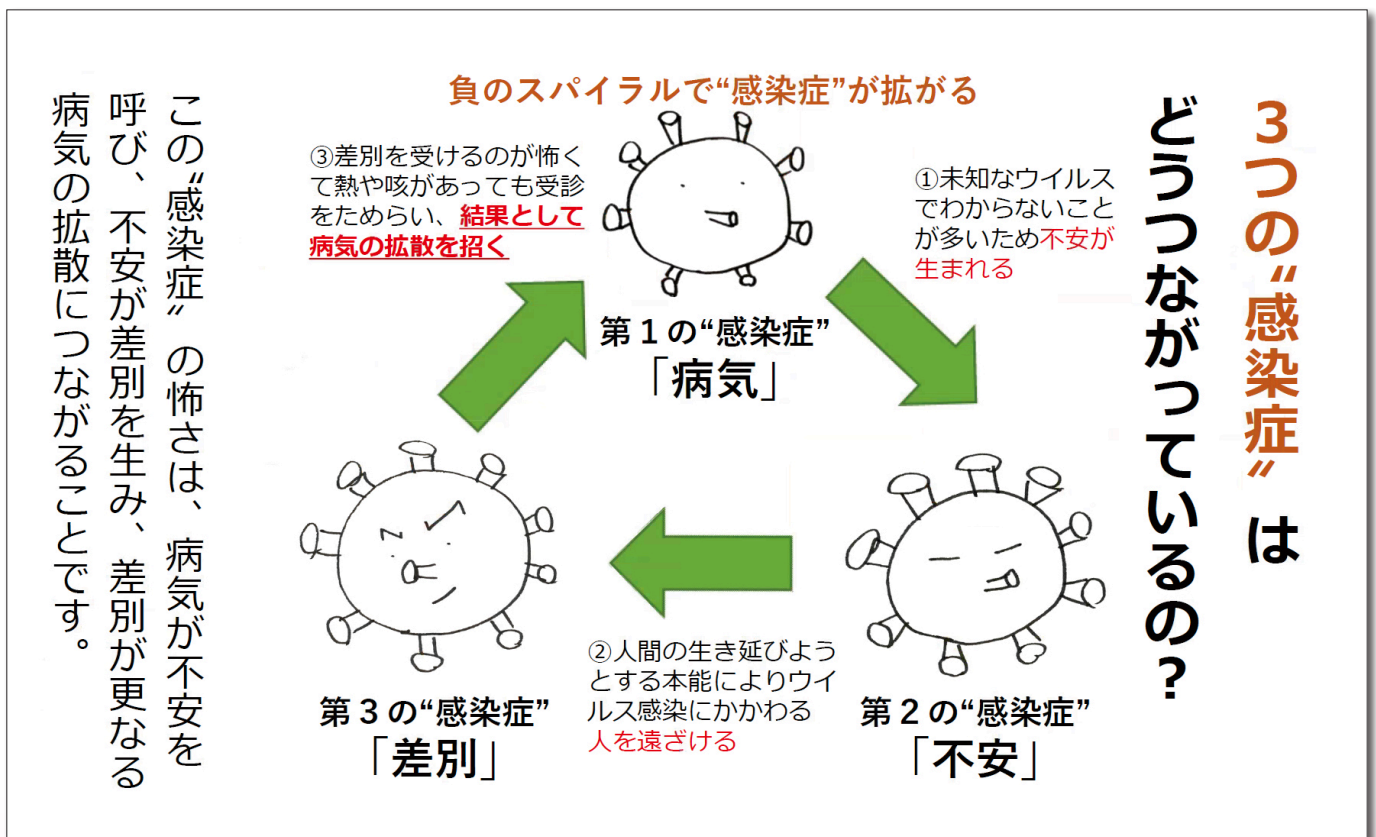 3つの“感染症”は
どうつながっているの?
負のスパイラルで“感染症”が拡がる
①未知なウイルス
でわからないこと
が多いため不安が
生まれる
第1の“感染症”
「病気」
③差別を受けるのが怖く
て熱や咳があっても受診
をためらい、結果として
病気の拡散を招く
第2の“感染症”
「不安」
②人間の生き延びよう
とする本能によりウイ
ルス感染にかかわる
人を遠ざける
第3の“感染症”
「差別」
この“感染症”の怖さは、病気が不安を
呼び、不安が差別を生み、差別が更なる
病気の拡散につながることです。